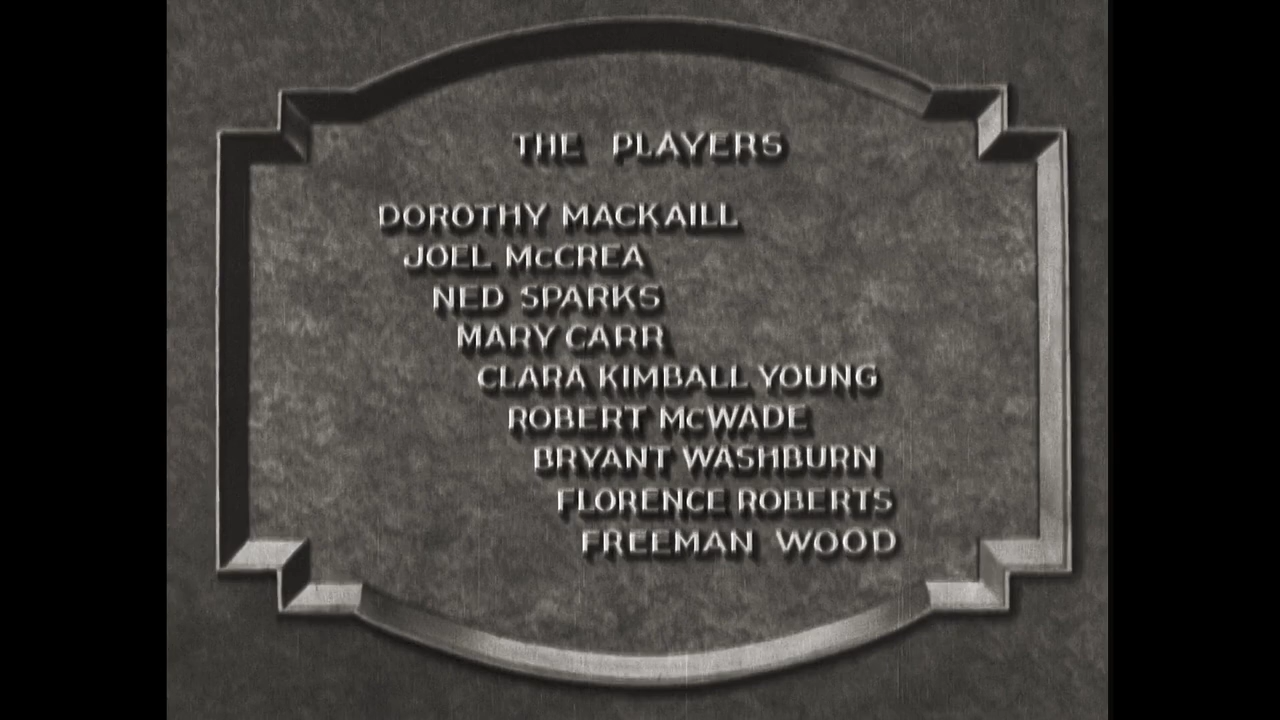 THE PLAYERS
DOROTHY MACKAILL
JOEL McCREA
NED SPARKS
MARY CARR
CLARA KIMBALL YOUNG
ROBERT McWADE
BRYANT WASHBURN
FLORENCE ROBERTS
FREEMAN WOOD